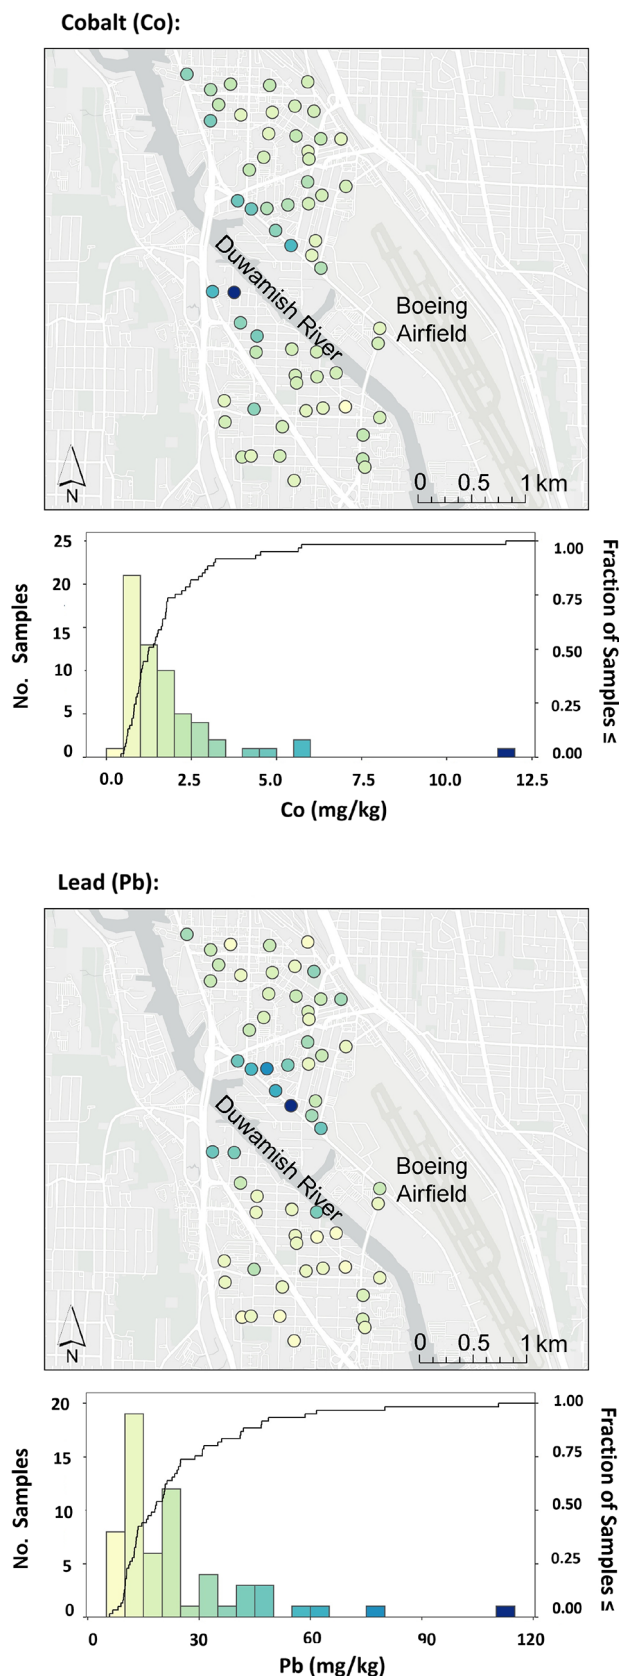 Cobalt (Co):
Duwamish River
Boeing
Airfield
N
0 0.5 1 km
25
20
15
10
5
0
No. Samples
1.00
0.75
0.50
0.25
0.00
Fraction of Samples ≤
0.0 2.5 5.0 7.5 10.0 12.5
Co (mg/kg)
Lead (Pb):
Duwamish River
Boeing
Airfield
N
0 0.5 1 km
20
15
10
5
0
No. Samples
1.00
0.75
0.50
0.25
0.00
Fraction of Samples ≤
0 30 60 90 120
Pb (mg/kg)